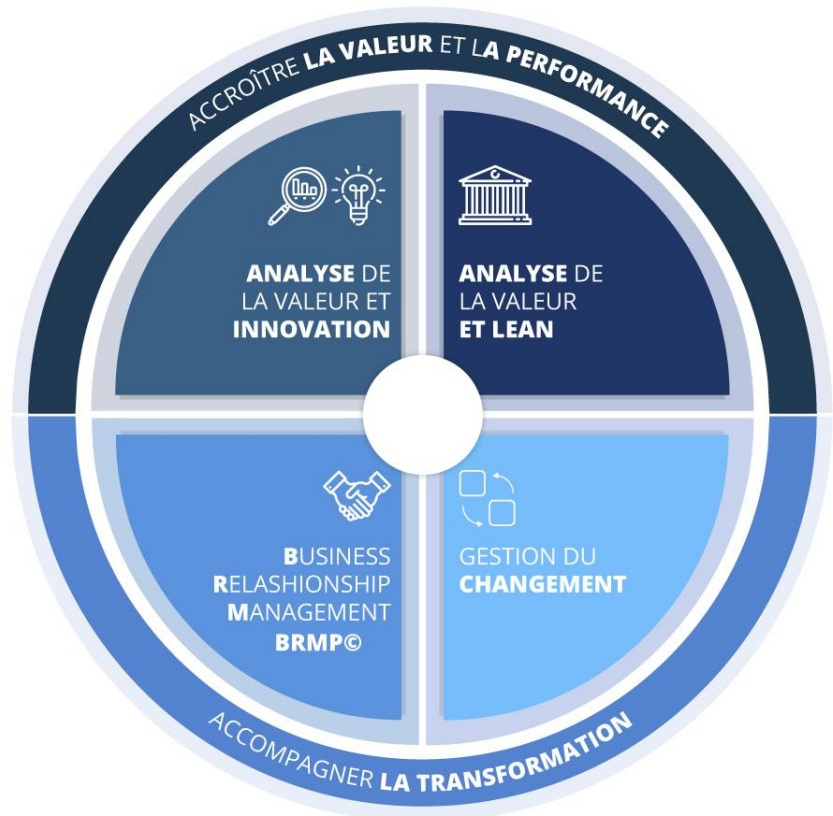 ACCROÎTRE LA VALEUR ET LA PERFORMANCE
ANALYSE DE
LA VALEUR ET
INNOVATION
ANALYSE DE
LA VALEUR
ET LEAN
BUSINESS
RELASHIONSHIP
MANAGEMENT
BRMP©
GESTION DU
CHANGEMENT
ACCOMPAGNER LA TRANSFORMATION